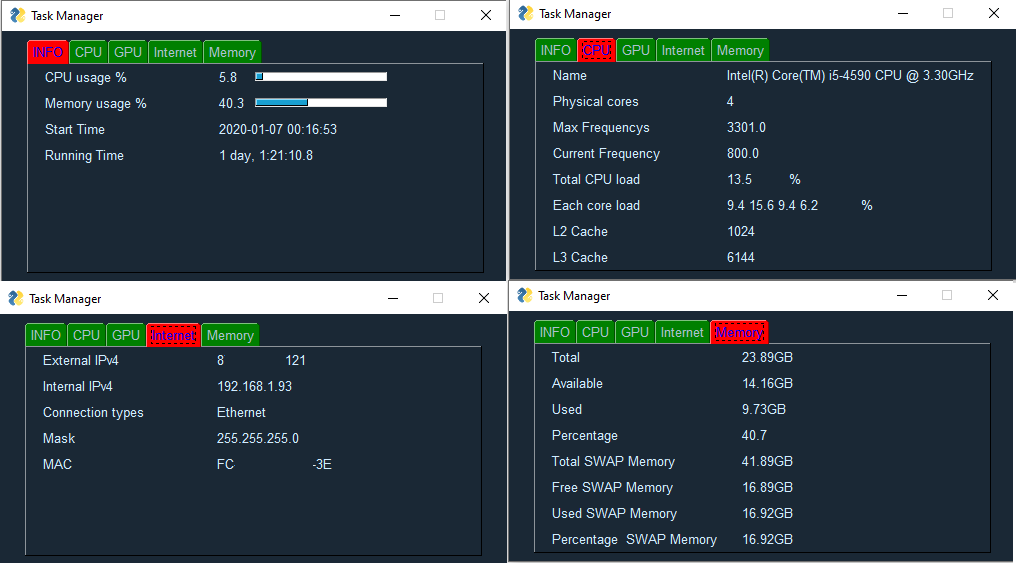 Task Manager
INFO CPU GPU Internet Memory
CPU usage % 5.8
Memory usage % 40.3
Start Time 2020-01-07 00:16:53
Running Time 1 day, 1:21:10.8
Task Manager
INFO CPU GPU Internet Memory
Name Intel(R) Core(TM) i5-4590 CPU @ 3.30GHz
Physical cores 4
Max Frequencys 3301.0
Current Frequency 800.0
Total CPU load 13.5 %
Each core load 9.4 15.6 9.4 6.2 %
L2 Cache 1024
L3 Cache 6144
Task Manager
INFO CPU GPU Internet Memory
External IPv4 8 121
Internal IPv4 192.168.1.93
Connection types Ethernet
Mask 255.255.255.0
MAC FC -3E
Task Manager
INFO CPU GPU Internet Memory
Total 23.89GB
Available 14.16GB
Used 9.73GB
Percentage 40.7
Total SWAP Memory 41.89GB
Free SWAP Memory 16.89GB
Used SWAP Memory 16.92GB
Percentage SWAP Memory 16.92GB